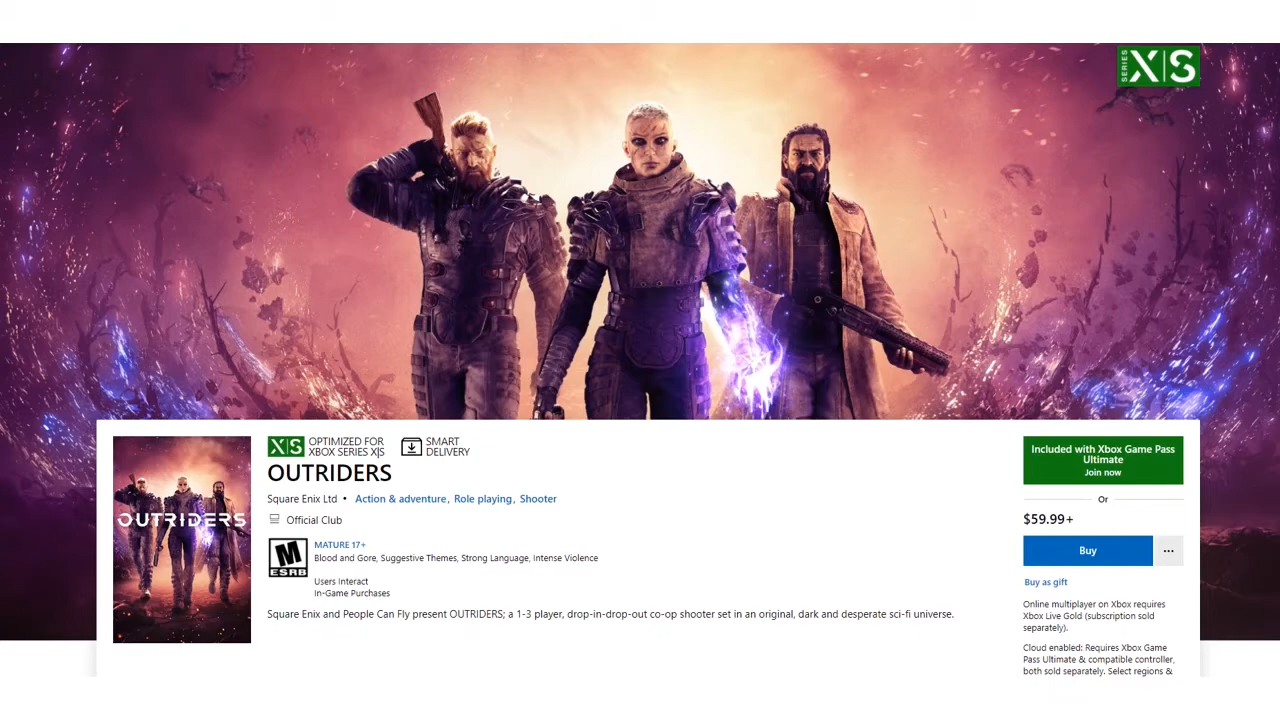 SERIES X|S
X|S OPTIMIZED FOR
XBOX SERIES X|S
SMART
DELIVERY
OUTRIDERS
OUTRIDERS
Square Enix Ltd • Action & adventure, Role playing, Shooter
Official Club
M
ESRB
MATURE 17+
Blood and Gore, Suggestive Themes, Strong Language, Intense Violence
Users Interact
In-Game Purchases
Square Enix and People Can Fly present OUTRIDERS; a 1-3 player, drop-in-drop-out co-op shooter set in an original, dark and desperate sci-fi universe.
Included with Xbox Game Pass
Ultimate
Join now
Or
$59.99+
Buy
Buy as gift
Online multiplayer on Xbox requires
Xbox Live Gold (subscription sold
separately).
Cloud enabled: Requires Xbox Game
Pass Ultimate & compatible controller,
both sold separately. Select regions &